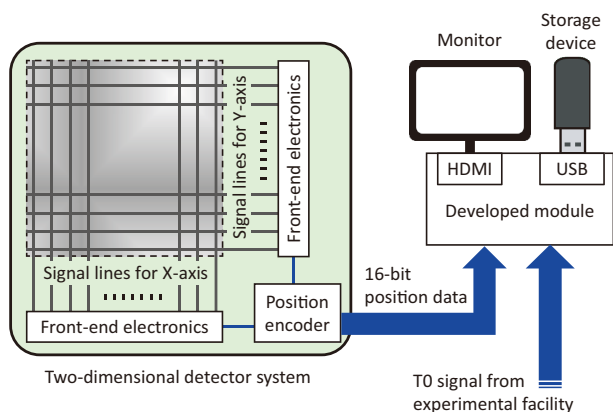 Monitor
Storage
device
HDMI
USB
Developed module
Signal lines for Y-axis
Front-end electronics
Signal lines for X-axis
Front-end electronics
Position
encoder
16-bit
position data
Two-dimensional detector system
T0 signal from
experimental facility